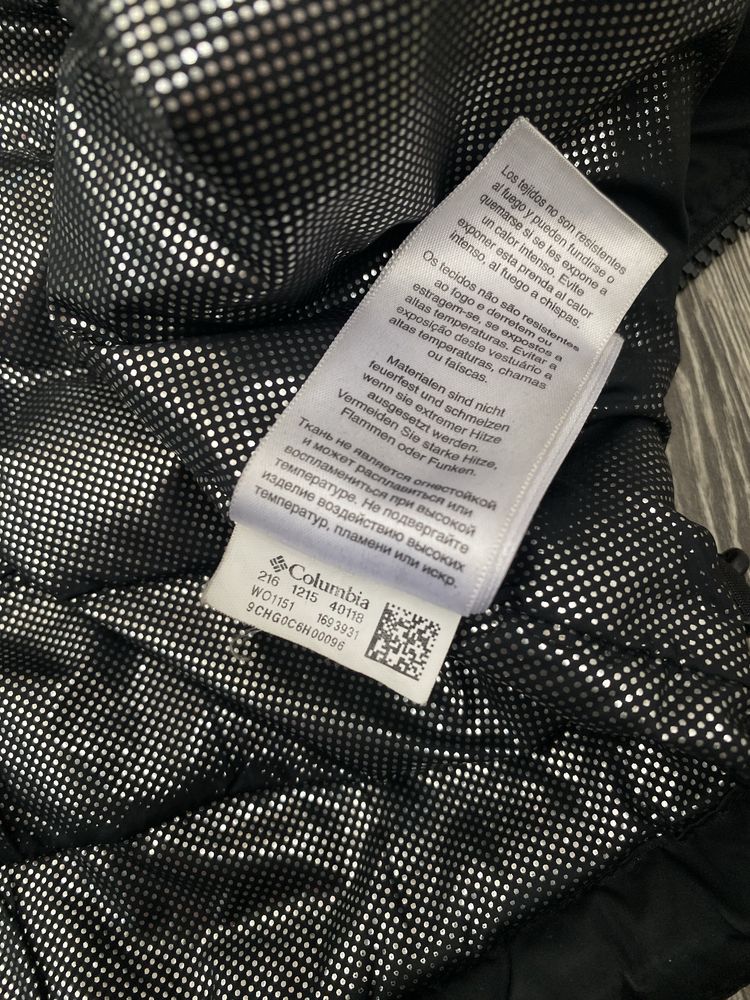 Los tejidos no son resistentes
al fuego y pueden fundirse o
quemarse si se les expone a
un calor intenso. Evite
exponer esta prenda al calor
intenso, al fuego a chispas.
Os tecidos não são resistentes
ao fogo e derretem ou
estragem-se, se expostos a
altas temperaturas. Evitar a
exposição deste vestuário a
altas temperaturas, chamas
ou faíscas.
Materialen sind nicht
feuerfest und schmelzen
wenn sie extremer Hitze
ausgesetzt werden.
Vermeiden Sie starke Hitze,
Flammen oder Funken.
Ткань не является огнестойкой
и может расплавиться или
воспламениться при высокой
температуре. Не подвергайте
изделие воздействию высоких
температур, пламени или искр.
Columbia
216 1215 40118
WO1151 1693931
9CHG0C6H00096